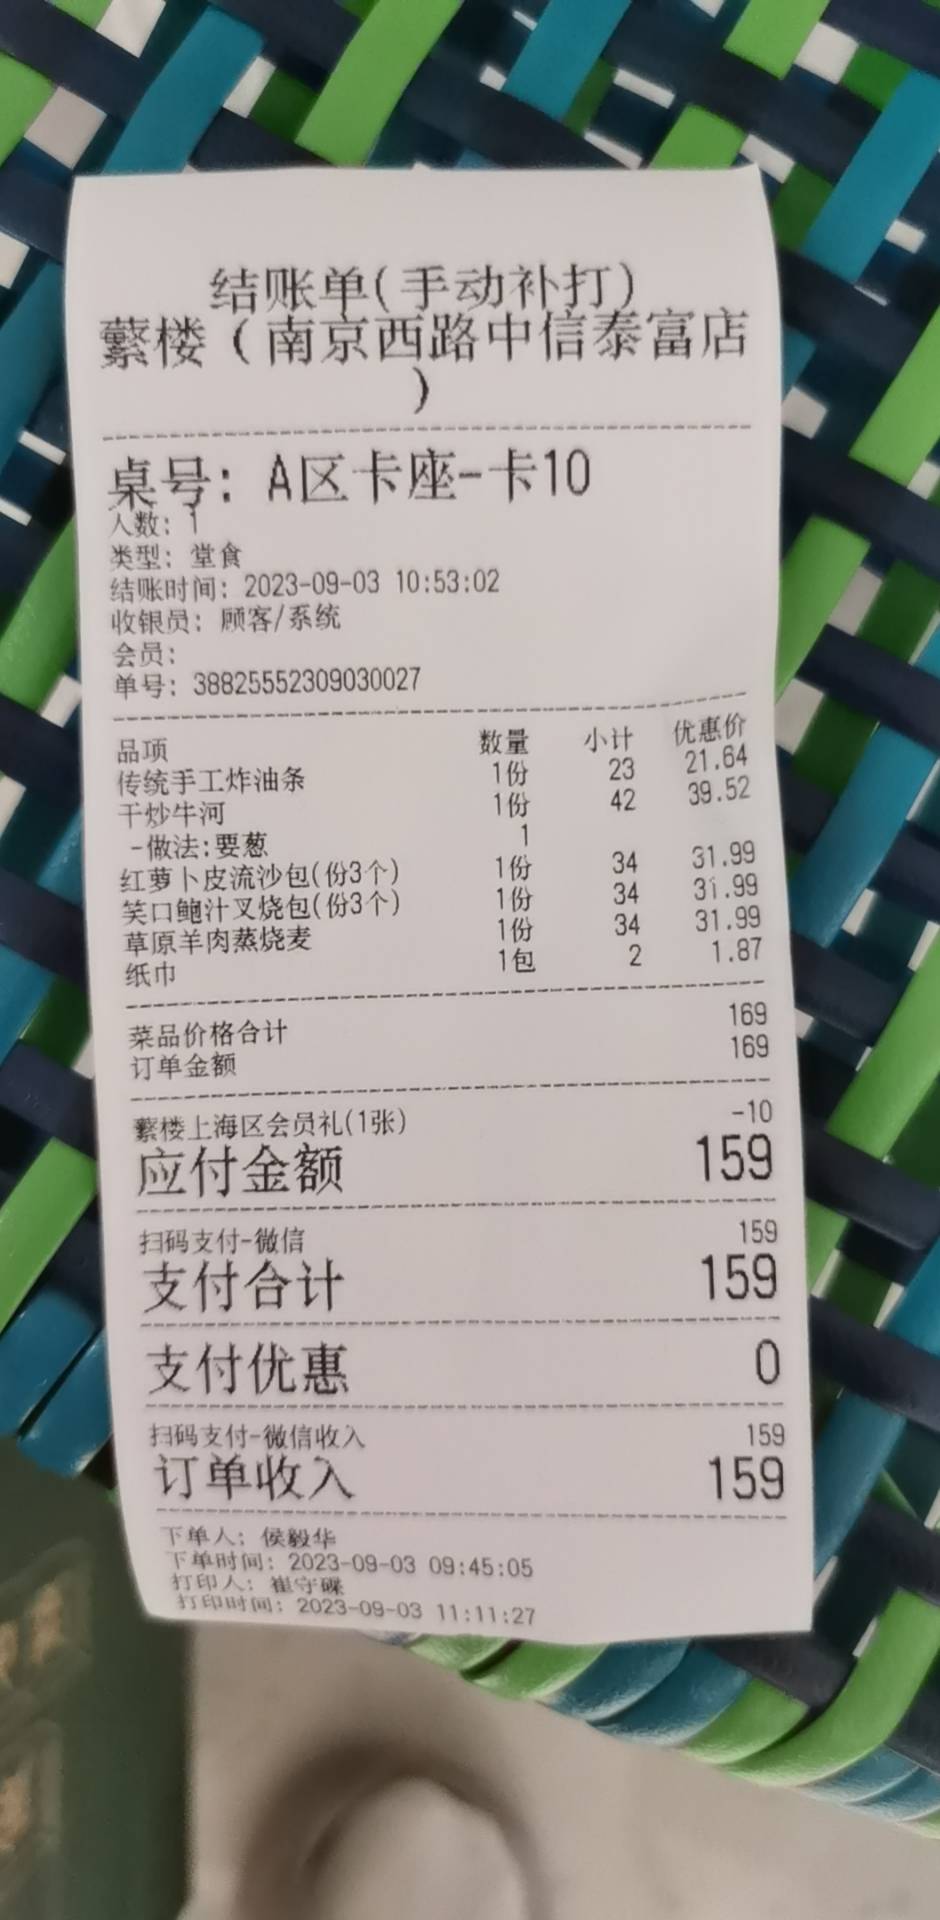 结账单(手动补打)
蘩楼（南京西路中信泰富店
）
桌号: A区卡座-卡10
人数: 1
类型: 堂食
结账时间: 2023-09-03 10:53:02
收银员: 顾客/系统
会员:
单号: 38825552309030027
品项 数量 小计 优惠价
传统手工炸油条 1份 23 21.64
干炒牛河 1份 42 39.52
-做法:要葱 1
红萝卜皮流沙包(份3个) 1份 34 31.99
笑口鲍汁叉烧包(份3个) 1份 34 31.99
草原羊肉蒸烧麦 1份 34 31.99
纸巾 1包 2 1.87
菜品价格合计 169
订单金额 169
蘩楼上海区会员礼(1张) -10
应付金额 159
扫码支付-微信 159
支付合计 159
支付优惠 0
扫码支付-微信收入 159
订单收入 159
下单人: 侯毅华
下单时间: 2023-09-03 09:45:05
打印人: 崔守碟
打印时间: 2023-09-03 11:11:27